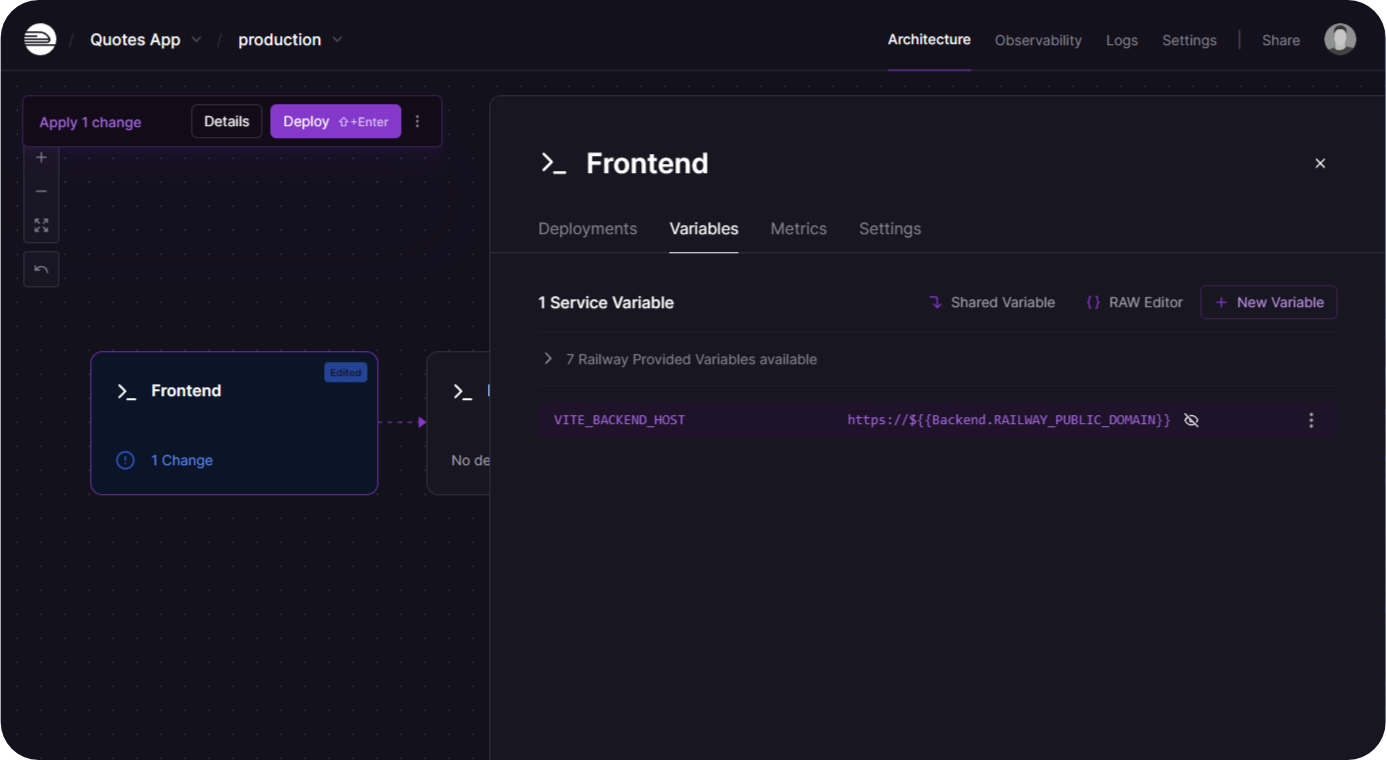 / Quotes App / production
Architecture Observability Logs Settings | Share
Apply 1 change Details Deploy ⇧+Enter
Frontend
Deployments Variables Metrics Settings
1 Service Variable Shared Variable {} RAW Editor + New Variable
7 Railway Provided Variables available
VITE_BACKEND_HOST https://${{Backend.RAILWAY_PUBLIC_DOMAIN}}
Edited
Frontend
1 Change
No de